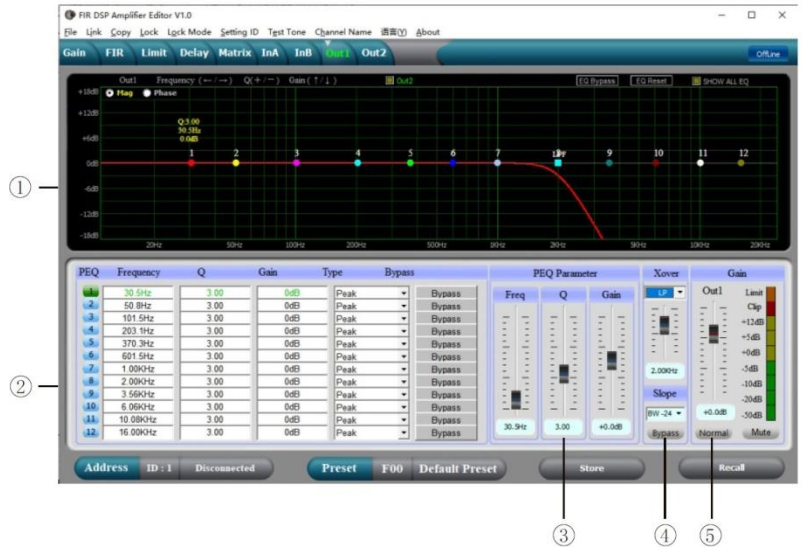 FIR DSP Amplifier Editor V1.0
File Link Copy Lock Lock Mode Setting ID Test Tone Channel Name 语言(Y) About
Gain FIR Limit Delay Matrix InA InB Out1 Out2 OffLine
Out1 Frequency (←/→) Q(+/−) Gain(↑/↓) Out2 EQ Bypass EQ Reset SHOW ALL EQ
+18dB Mag Phase
+12dB
Q:3.00
30.5Hz
0.0dB
+6dB
1 2 3 4 5 6 7 LPF 9 10 11 12
0dB
①
-6dB
-12dB
-18dB
20Hz 50Hz 100Hz 200Hz 500Hz 1KHz 2KHz 5KHz 10KHz 20KHz
PEQ Frequency Q Gain Type Bypass PEQ Parameter Xover Gain
1 30.5Hz 3.00 0dB Peak Bypass
2 50.8Hz 3.00 0dB Peak Bypass
3 101.5Hz 3.00 0dB Peak Bypass
4 203.1Hz 3.00 0dB Peak Bypass
5 370.3Hz 3.00 0dB Peak Bypass
6 601.5Hz 3.00 0dB Peak Bypass
7 1.00KHz 3.00 0dB Peak Bypass
8 2.00KHz 3.00 0dB Peak Bypass
9 3.56KHz 3.00 0dB Peak Bypass
10 6.06KHz 3.00 0dB Peak Bypass
11 10.08KHz 3.00 0dB Peak Bypass
12 16.00KHz 3.00 0dB Peak Bypass
②
Freq Q Gain
30.5Hz 3.00 +0.0dB
LP
2.00KHz
Slope
BW -24
Bypass
Out1
+0.0dB
Normal
Limit
Clip
+12dB
+5dB
+0dB
-5dB
-10dB
-20dB
-30dB
Mute
Address ID : 1 Disconnected Preset F00 Default Preset Store Recall
③ ④ ⑤